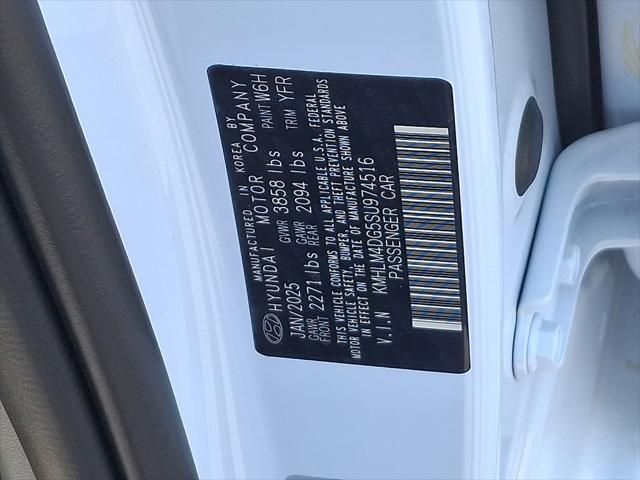 MANUFACTURED IN KOREA BY
HYUNDAI MOTOR COMPANY
JAN/2025 GVWR 3858 lbs PAINT W6H
GAWR FRONT 2271 lbs GAWR REAR 2094 lbs TRIM YFR
THIS VEHICLE CONFORMS TO ALL APPLICABLE U.S.A. FEDERAL
MOTOR VEHICLE SAFETY, BUMPER, AND THEFT PREVENTION STANDARDS
IN EFFECT ON THE DATE OF MANUFACTURE SHOWN ABOVE
V.I.N KMHLM4DG5SU974516
:PASSENGER CAR